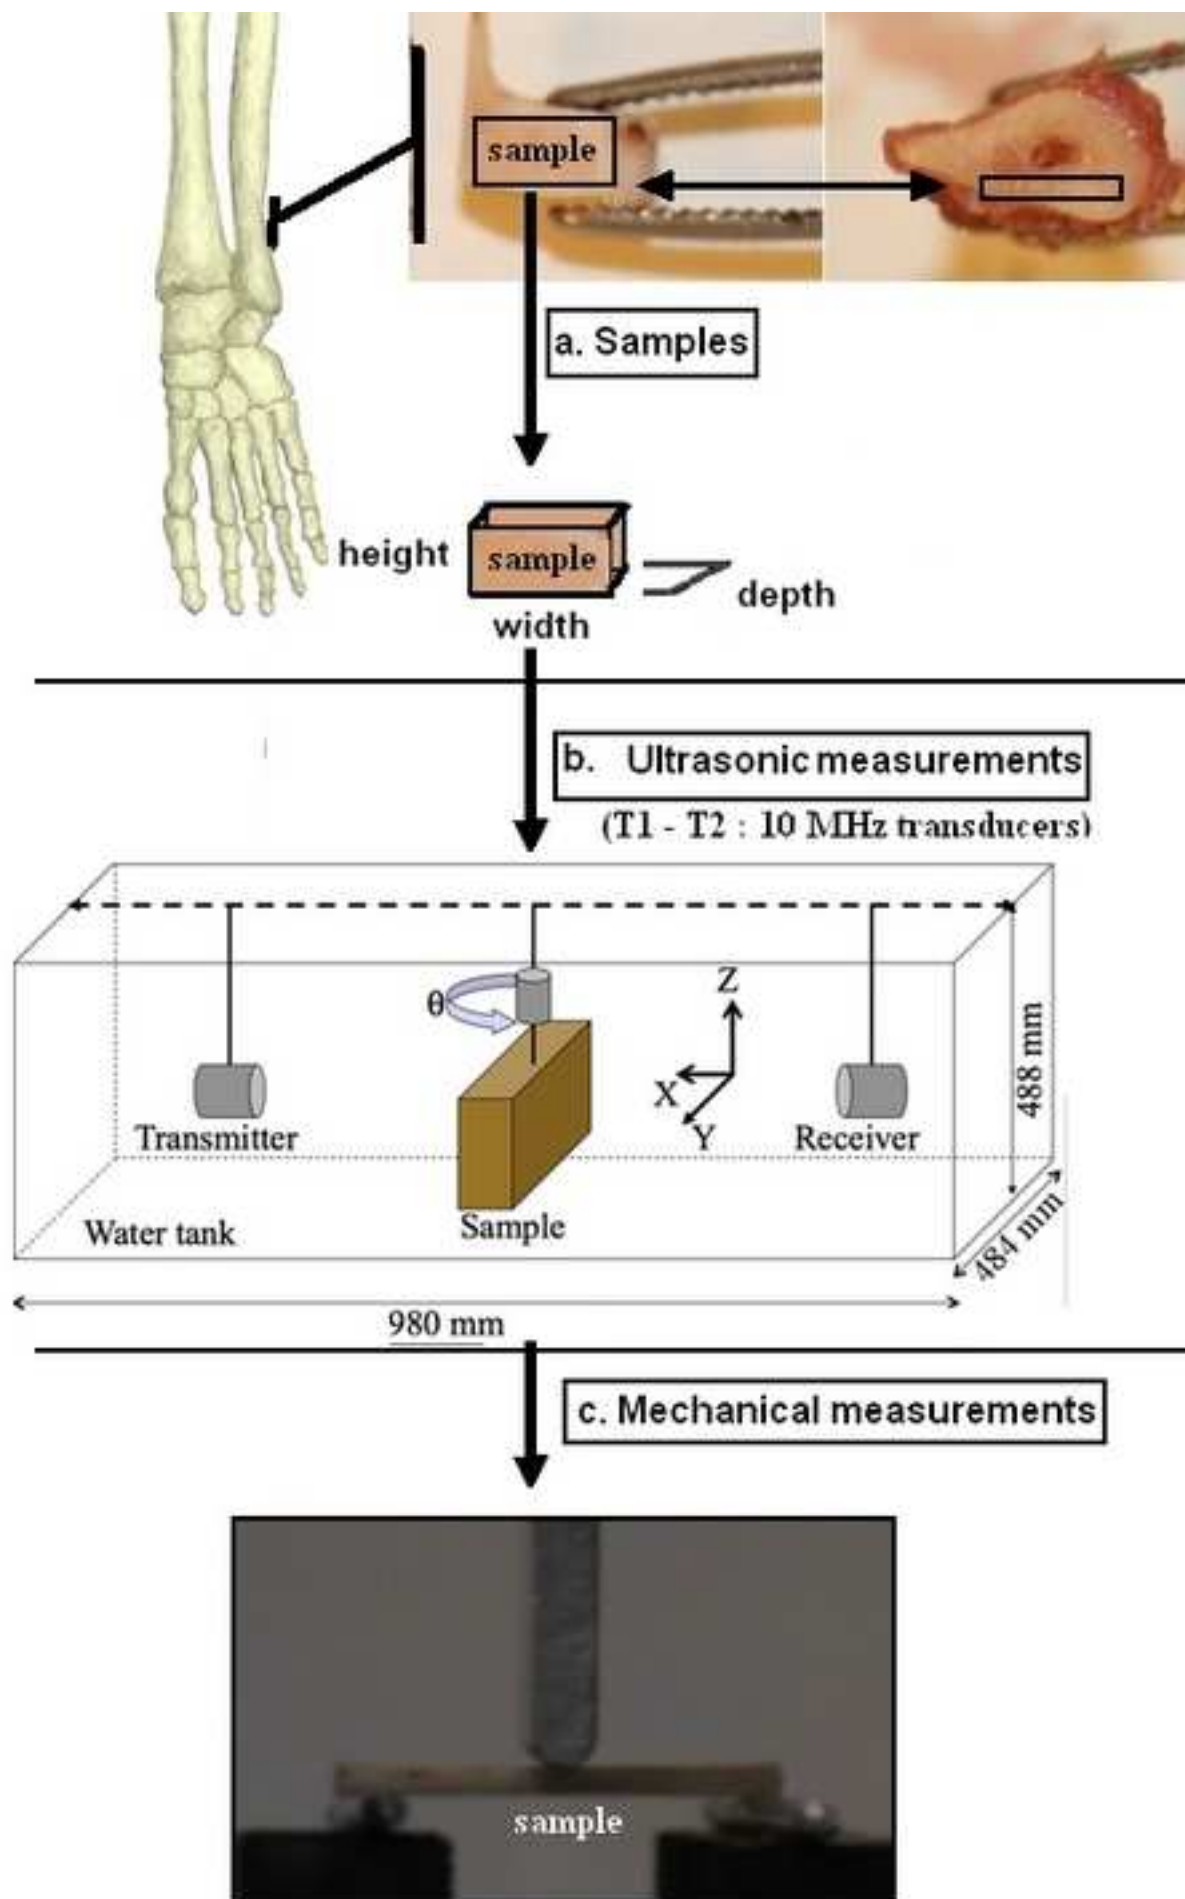 sample
a. Samples
height
sample
depth
width
b. Ultrasonic measurements
(T1 - T2 : 10 MHz transducers)
θ
Z
X
Y
488 mm
Transmitter
Receiver
Water tank
Sample
484 mm
980 mm
c. Mechanical measurements
sample